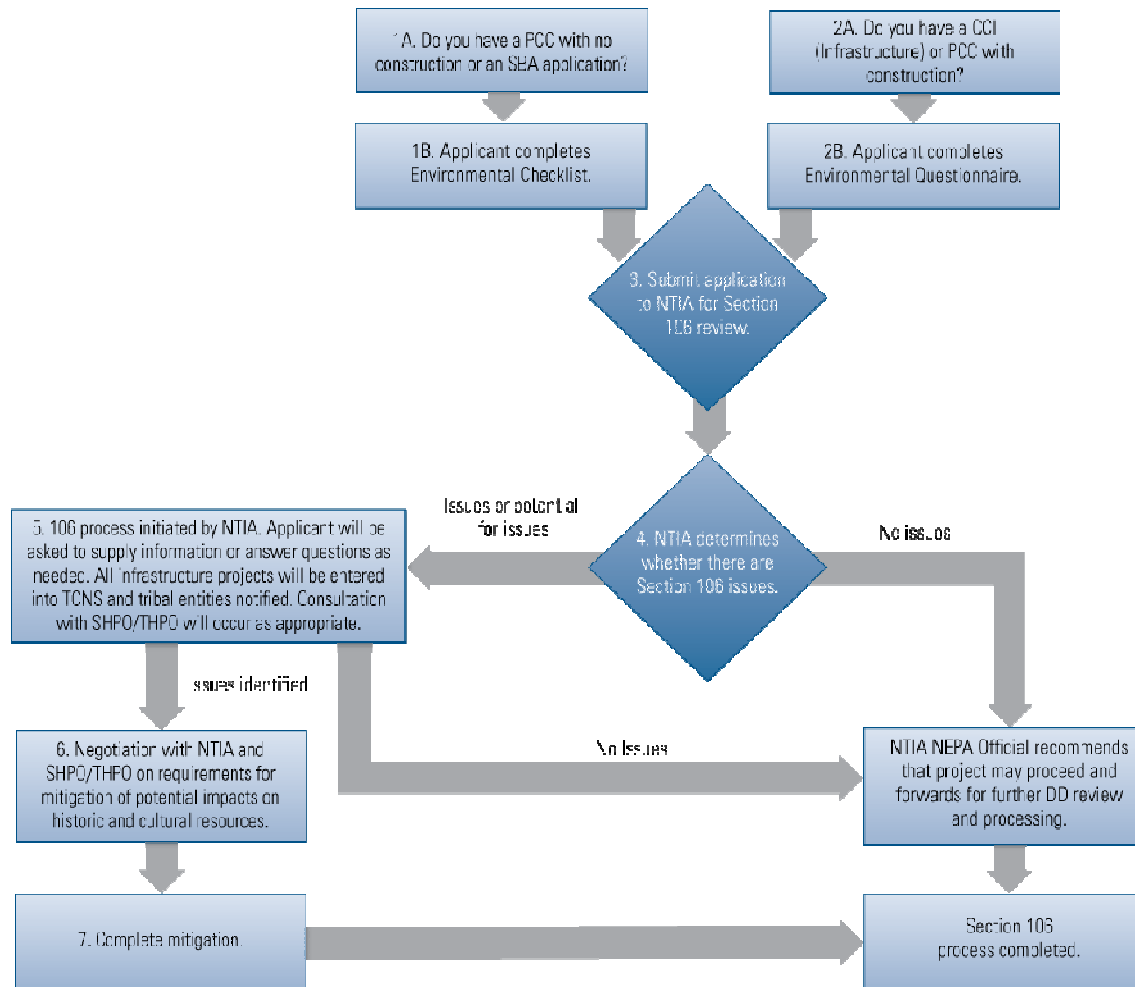 1A. Do you have a PCC with no
construction or an SBA application?
2A. Do you have a CCI
(Infrastructure) or PCC with
construction?
1B. Applicant completes
Environmental Checklist.
2B. Applicant completes
Environmental Questionnaire.
3. Submit application
to NTIA for Section
106 review.
Issues or potential
for issues
No issues
4. NTIA determines
whether there are
Section 106 issues.
5. 106 process initiated by NTIA. Applicant will be
asked to supply information or answer questions as
needed. All infrastructure projects will be entered
into TCNS and tribal entities notified. Consultation
with SHPO/THPO will occur as appropriate.
Issues identified
No Issues
6. Negotiation with NTIA and
SHPO/THPO on requirements for
mitigation of potential impacts on
historic and cultural resources.
NTIA NEPA Official recommends
that project may proceed and
forwards for further DD review
and processing.
7. Complete mitigation.
Section 106
process completed.